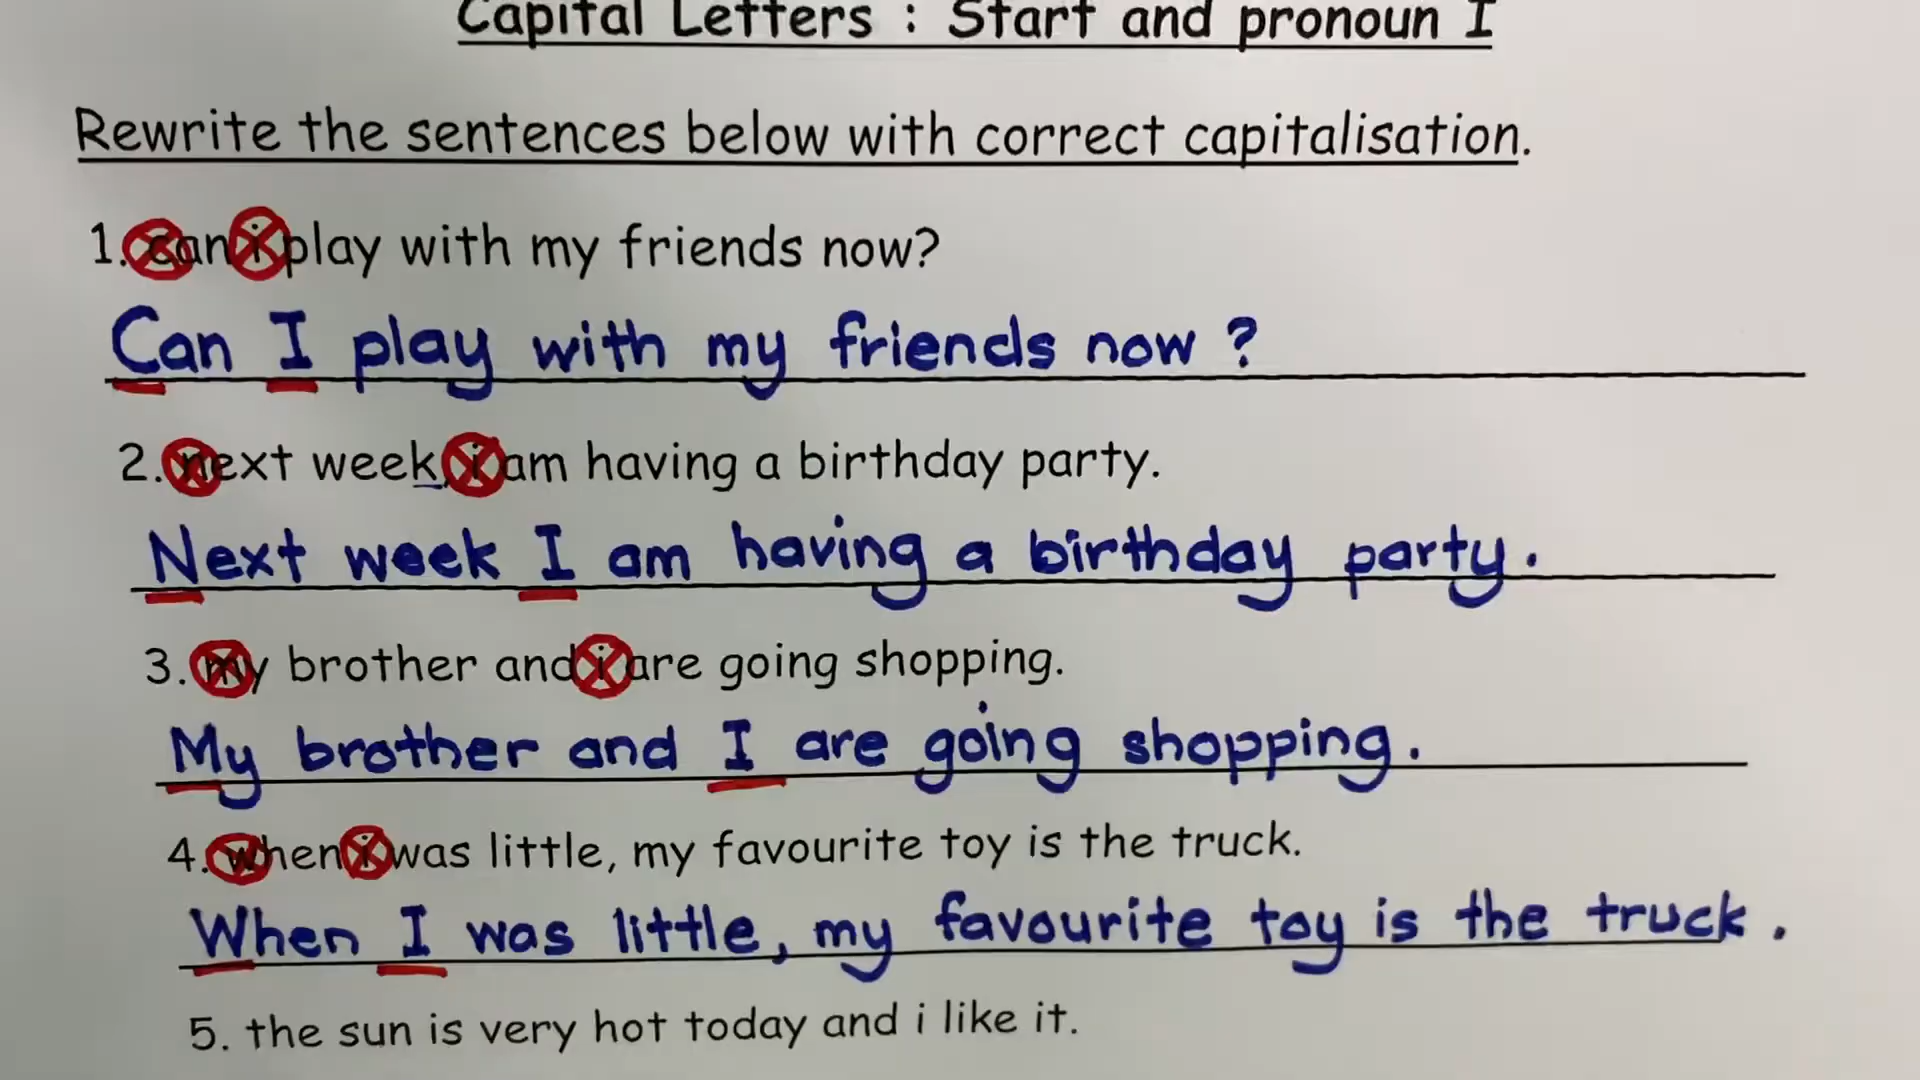 Capital Letters : Start and pronoun I
Rewrite the sentences below with correct capitalisation.
1. can i play with my friends now?
Can I play with my friends now ?
2. next week, i am having a birthday party.
Next week I am having a birthday party.
3. my brother and i are going shopping.
My brother and I are going shopping.
4. when i was little, my favourite toy is the truck.
When I was little, my favourite toy is the truck.
5. the sun is very hot today and i like it.